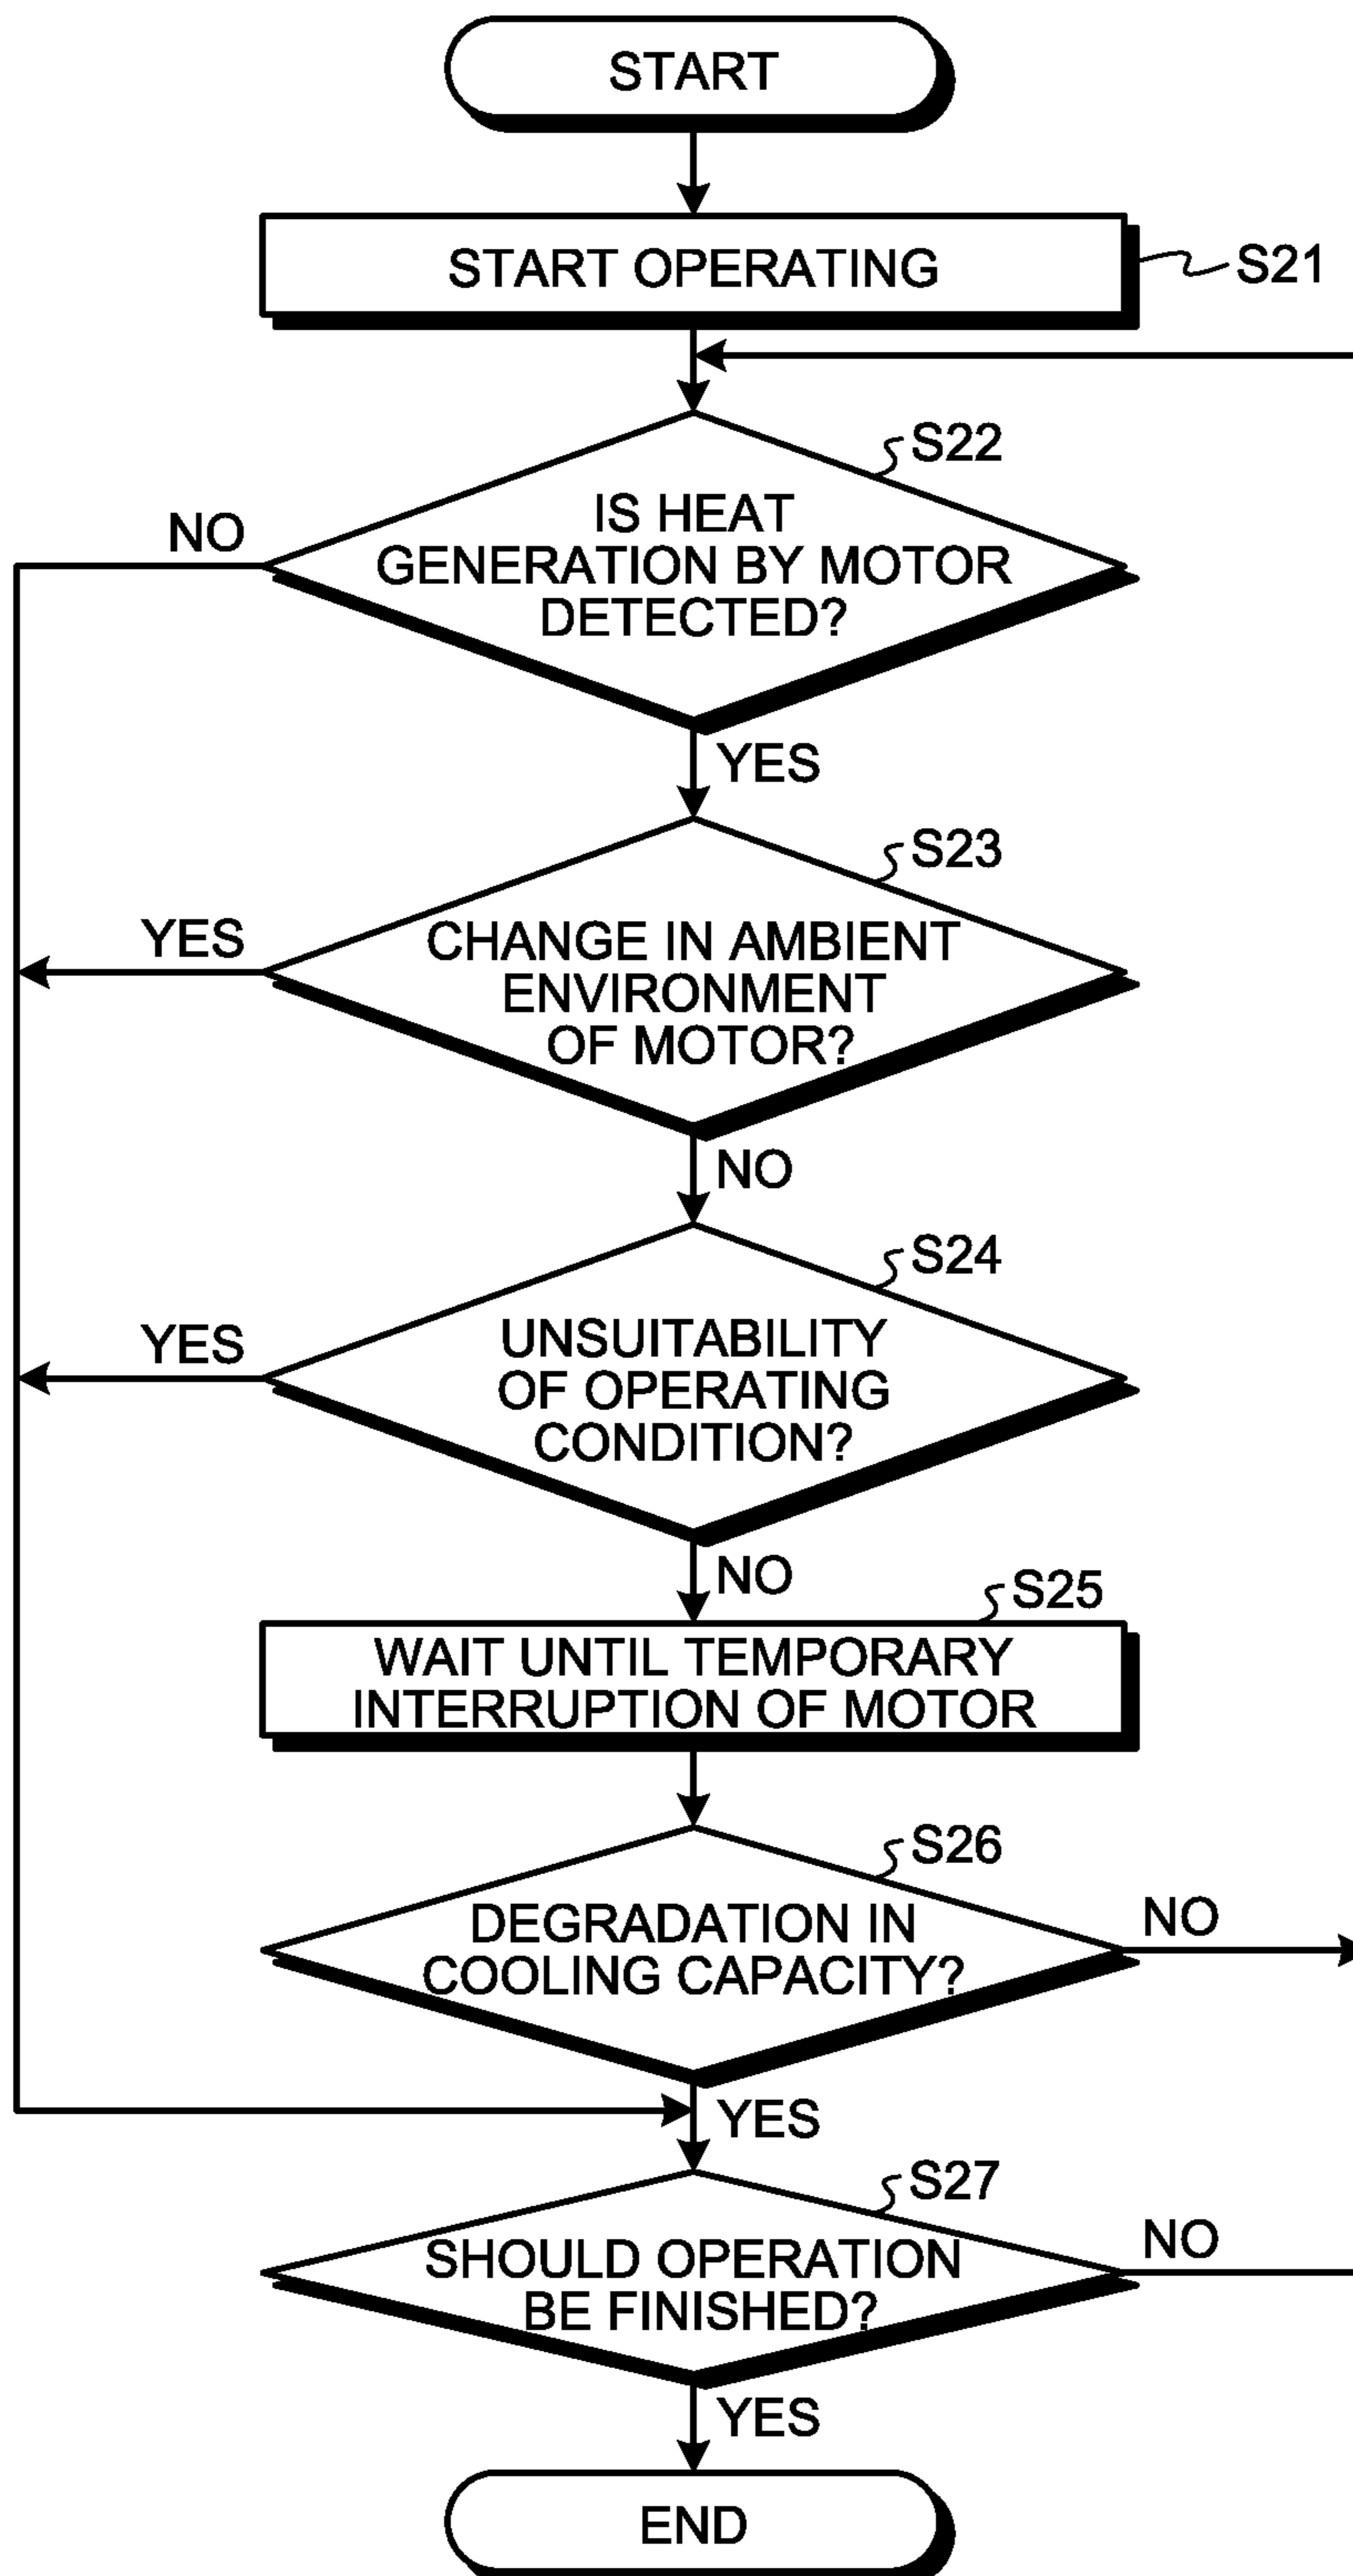 START
START OPERATING
S21
S22
IS HEAT
GENERATION BY MOTOR
DETECTED?
NO
YES
S23
CHANGE IN AMBIENT
ENVIRONMENT
OF MOTOR?
YES
NO
S24
UNSUITABILITY
OF OPERATING
CONDITION?
YES
NO
S25
WAIT UNTIL TEMPORARY
INTERRUPTION OF MOTOR
S26
DEGRADATION IN
COOLING CAPACITY?
NO
YES
S27
SHOULD OPERATION
BE FINISHED?
NO
YES
END